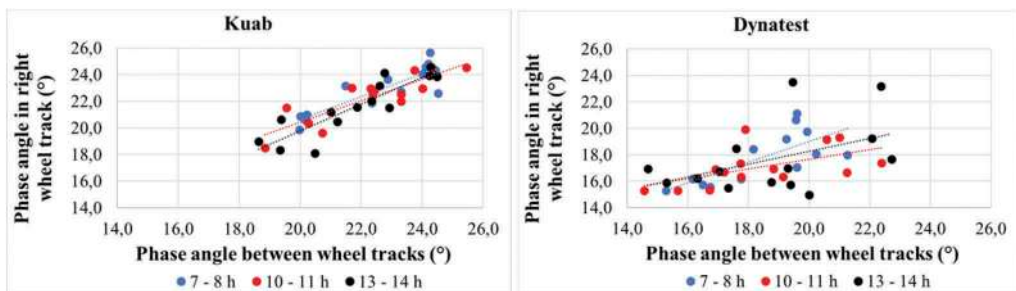 Kuab
Phase angle in right
wheel track (°)
26,0
24,0
22,0
20,0
18,0
16,0
14,0
14,0 16,0 18,0 20,0 22,0 24,0 26,0
Phase angle between wheel tracks (°)
7 - 8 h 10 - 11 h 13 - 14 h
Dynatest
Phase angle in right
wheel track (°)
26,0
24,0
22,0
20,0
18,0
16,0
14,0
14,0 16,0 18,0 20,0 22,0 24,0 26,0
Phase angle between wheel tracks (°)
7 - 8 h 10 - 11 h 13 - 14 h